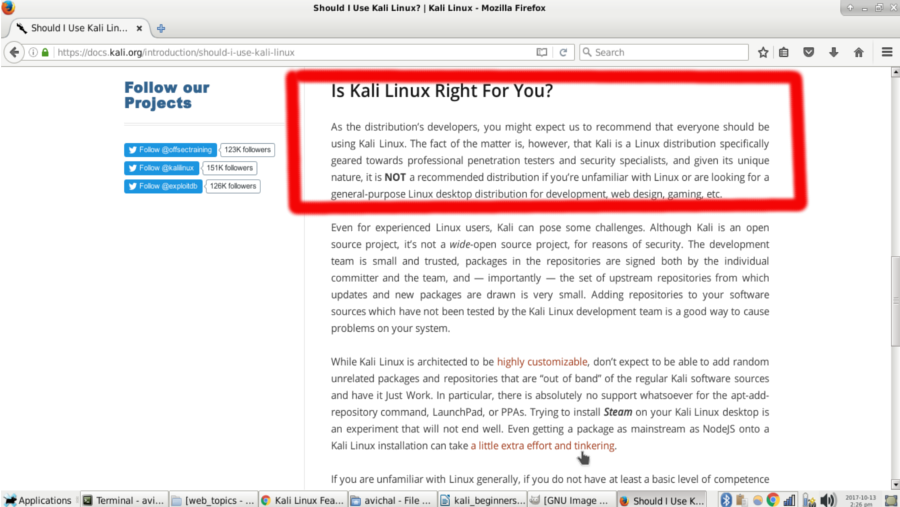 Should I Use Kali Linux? | Kali Linux - Mozilla Firefox
Should I Use Kali Lin...
https://docs.kali.org/introduction/should-i-use-kali-linux
Search
Follow our
Projects
Follow @offsectraining 123K followers
Follow @kalilinux 151K followers
Follow @exploitdb 126K followers
Is Kali Linux Right For You?
As the distribution's developers, you might expect us to recommend that everyone should be
using Kali Linux. The fact of the matter is, however, that Kali is a Linux distribution specifically
geared towards professional penetration testers and security specialists, and given its unique
nature, it is NOT a recommended distribution if you're unfamiliar with Linux or are looking for a
general-purpose Linux desktop distribution for development, web design, gaming, etc.
Even for experienced Linux users, Kali can pose some challenges. Although Kali is an open
source project, it's not a wide-open source project, for reasons of security. The development
team is small and trusted, packages in the repositories are signed both by the individual
committer and the team, and — importantly — the set of upstream repositories from which
updates and new packages are drawn is very small. Adding repositories to your software
sources which have not been tested by the Kali Linux development team is a good way to cause
problems on your system.
While Kali Linux is architected to be highly customizable, don't expect to be able to add random
unrelated packages and repositories that are "out of band" of the regular Kali software sources
and have it Just Work. In particular, there is absolutely no support whatsoever for the apt-add-
repository command, LaunchPad, or PPAs. Trying to install Steam on your Kali Linux desktop is
an experiment that will not end well. Even getting a package as mainstream as NodeJS onto a
Kali Linux installation can take a little extra effort and tinkering.
If you are unfamiliar with Linux generally, if you do not have at least a basic level of competence
Applications Terminal - avi... [web_topics - ... Kali Linux Fea... avichal - File ... kali_beginners... [GNU Image ... Should I Use K... 2017-10-13
2:26 pm